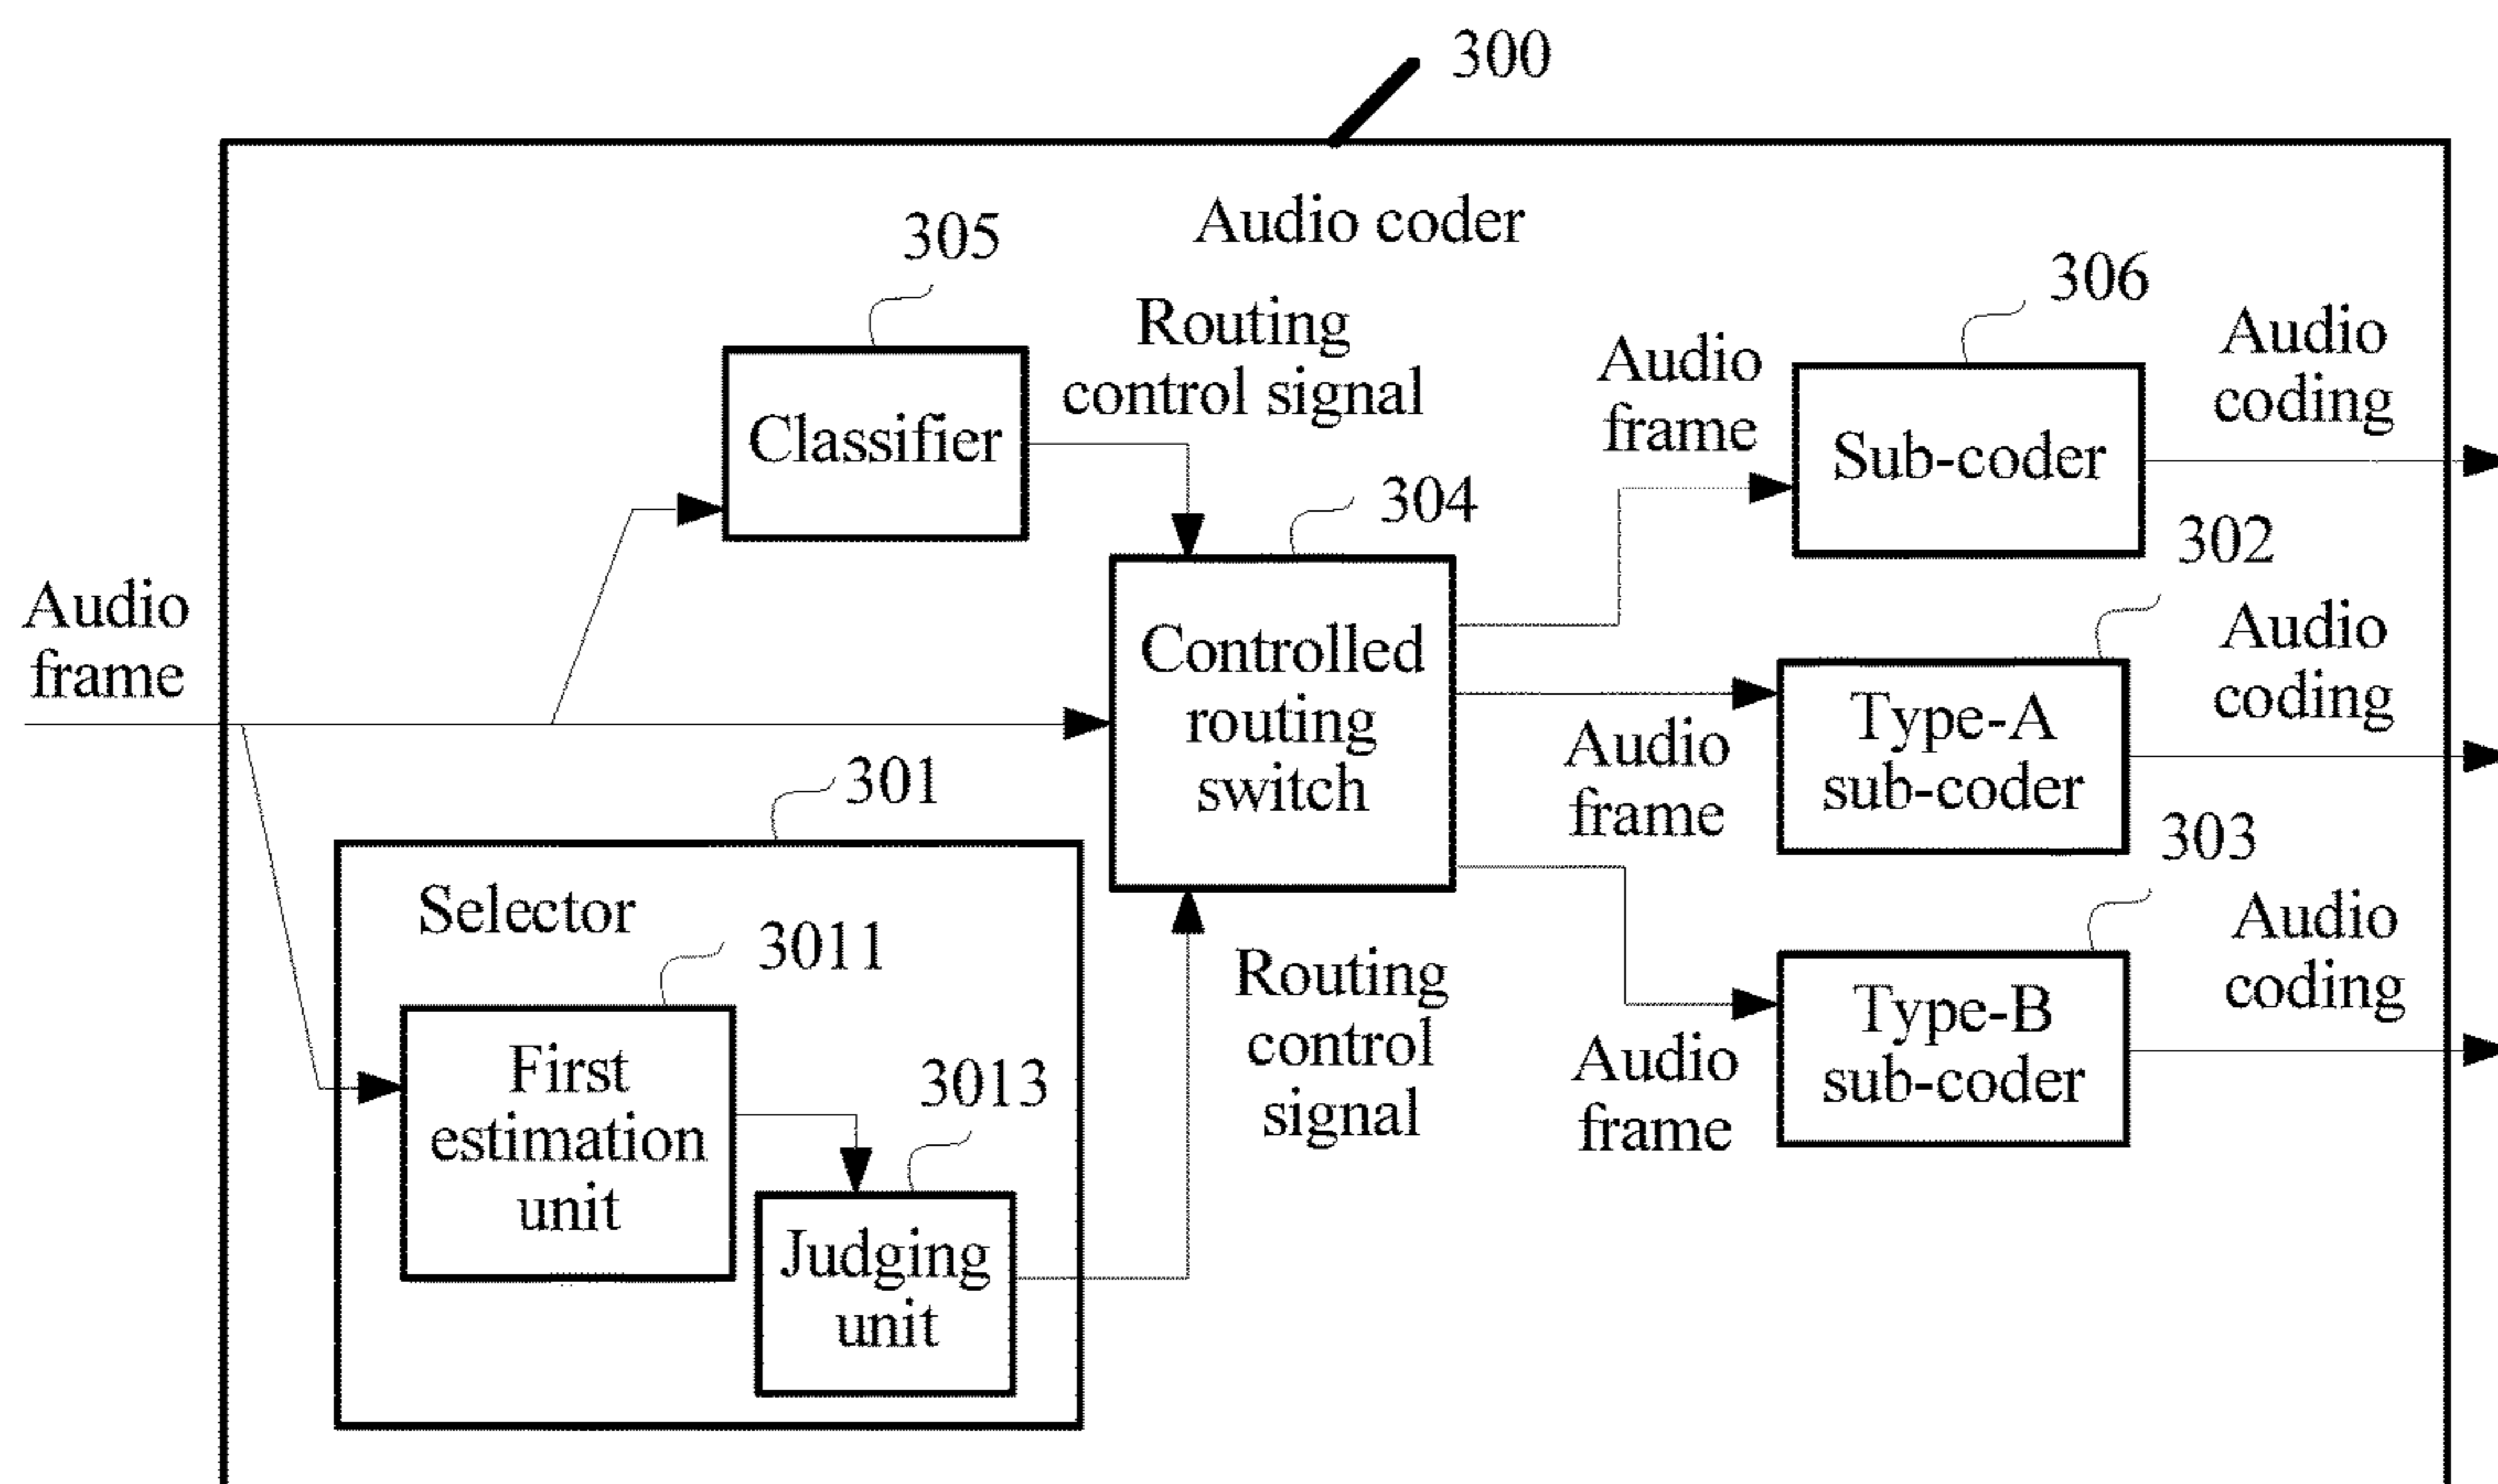 300
Audio coder
305
Routing
control signal
Classifier
306
Audio
coding
Audio
frame
Sub-coder
304
302
Audio
frame
Controlled
routing
switch
Type-A
sub-coder
Audio
coding
Audio
frame
301
303
Selector
3011
First
estimation
unit
3013
Judging
unit
Routing
control
signal
Audio
frame
Type-B
sub-coder
Audio
coding